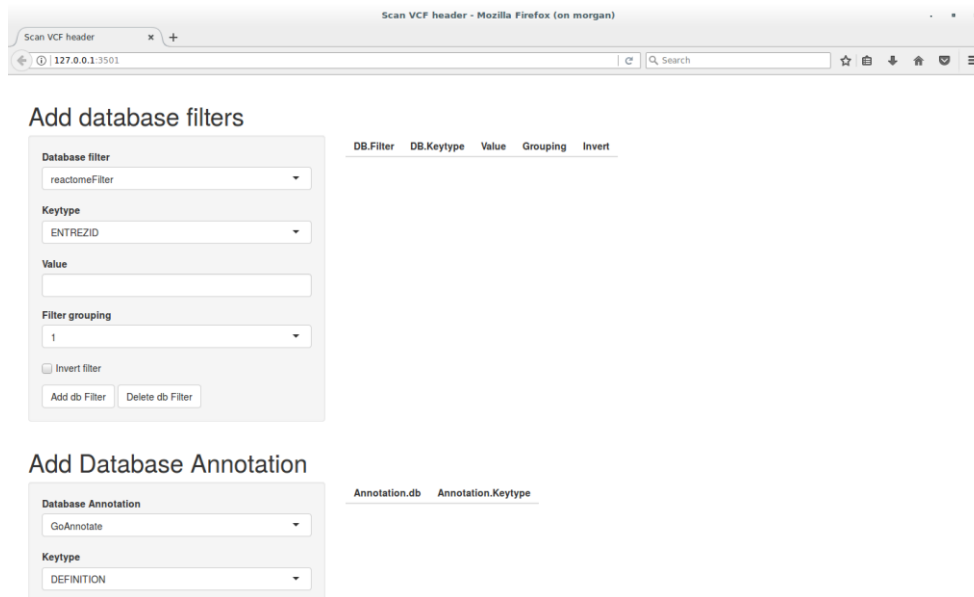 Scan VCF header - Mozilla Firefox (on morgan)
Scan VCF header × +
127.0.0.1:3501 Search
Add database filters
Database filter
reactomeFilter
Keytype
ENTREZID
Value
Filter grouping
1
Invert filter
Add db Filter Delete db Filter
DB.Filter DB.Keytype Value Grouping Invert
Add Database Annotation
Database Annotation
GoAnnotate
Keytype
DEFINITION
Annotation.db Annotation.Keytype